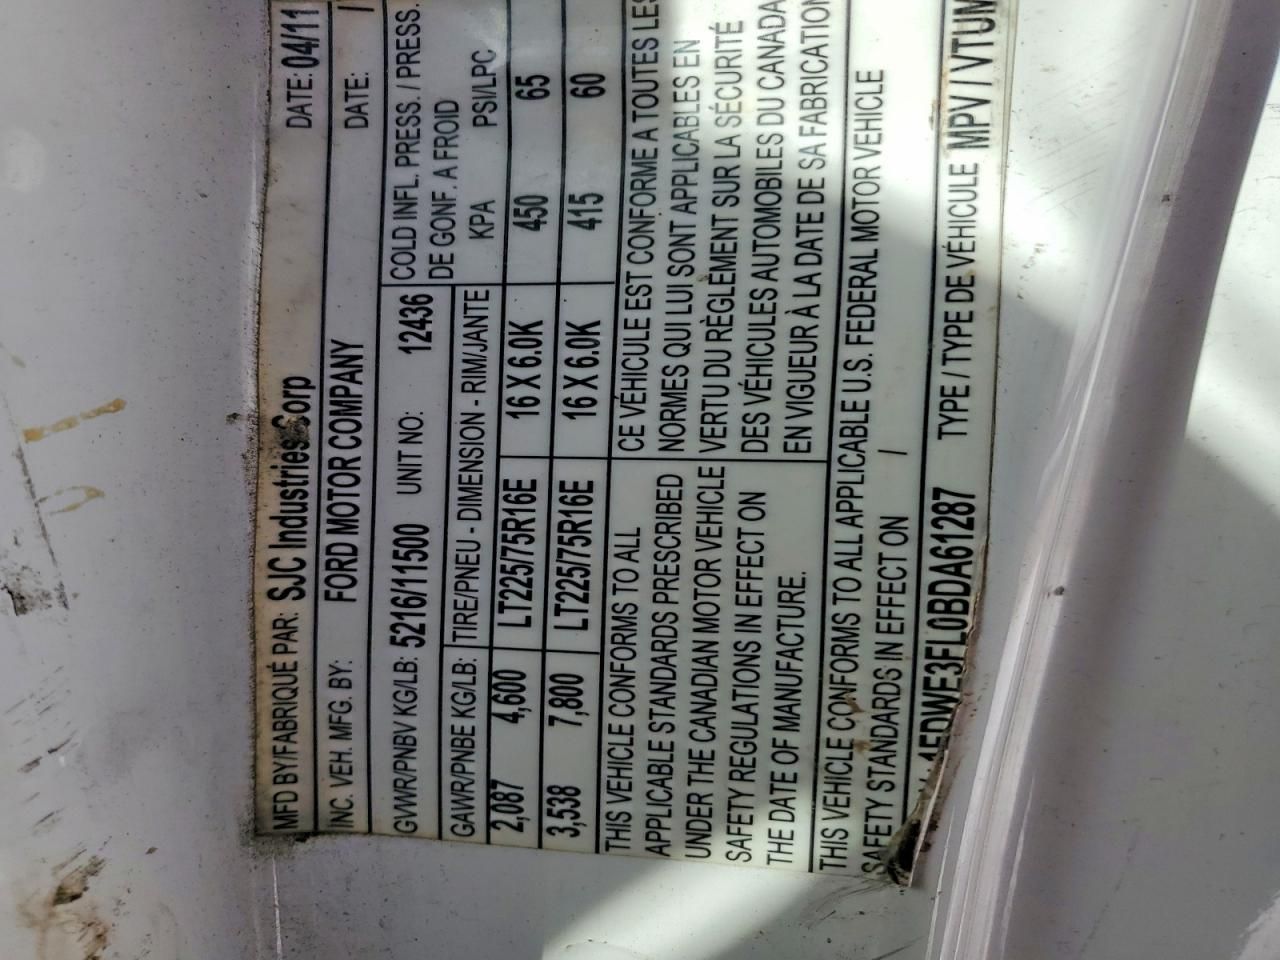 MFD BY/FABRIQUÉ PAR: SJC Industries Corp DATE: 04/11
INC. VEH. MFG. BY: FORD MOTOR COMPANY DATE: /
GVWR/PNBV KG/LB: 5216/11500 UNIT NO: 12436
COLD INFL. PRESS. / PRESS.
DE GONF. A FROID
GAWR/PNBE KG/LB: TIRE/PNEU - DIMENSION - RIM/JANTE KPA PSI/LPC
2,087 4,600 LT225/75R16E 16 X 6.0K 450 65
3,538 7,800 LT225/75R16E 16 X 6.0K 415 60
THIS VEHICLE CONFORMS TO ALL
APPLICABLE STANDARDS PRESCRIBED
UNDER THE CANADIAN MOTOR VEHICLE
SAFETY REGULATIONS IN EFFECT ON
THE DATE OF MANUFACTURE.
CE VÉHICULE EST CONFORME A TOUTES LES
NORMES QUI LUI SONT APPLICABLES EN
VERTU DU RÈGLEMENT SUR LA SÉCURITÉ
DES VÉHICULES AUTOMOBILES DU CANADA
EN VIGUEUR À LA DATE DE SA FABRICATION
THIS VEHICLE CONFORMS TO ALL APPLICABLE U.S. FEDERAL MOTOR VEHICLE
SAFETY STANDARDS IN EFFECT ON /
1FDWE3FL0BDA61287 TYPE / TYPE DE VÉHICULE MPV / VTUM